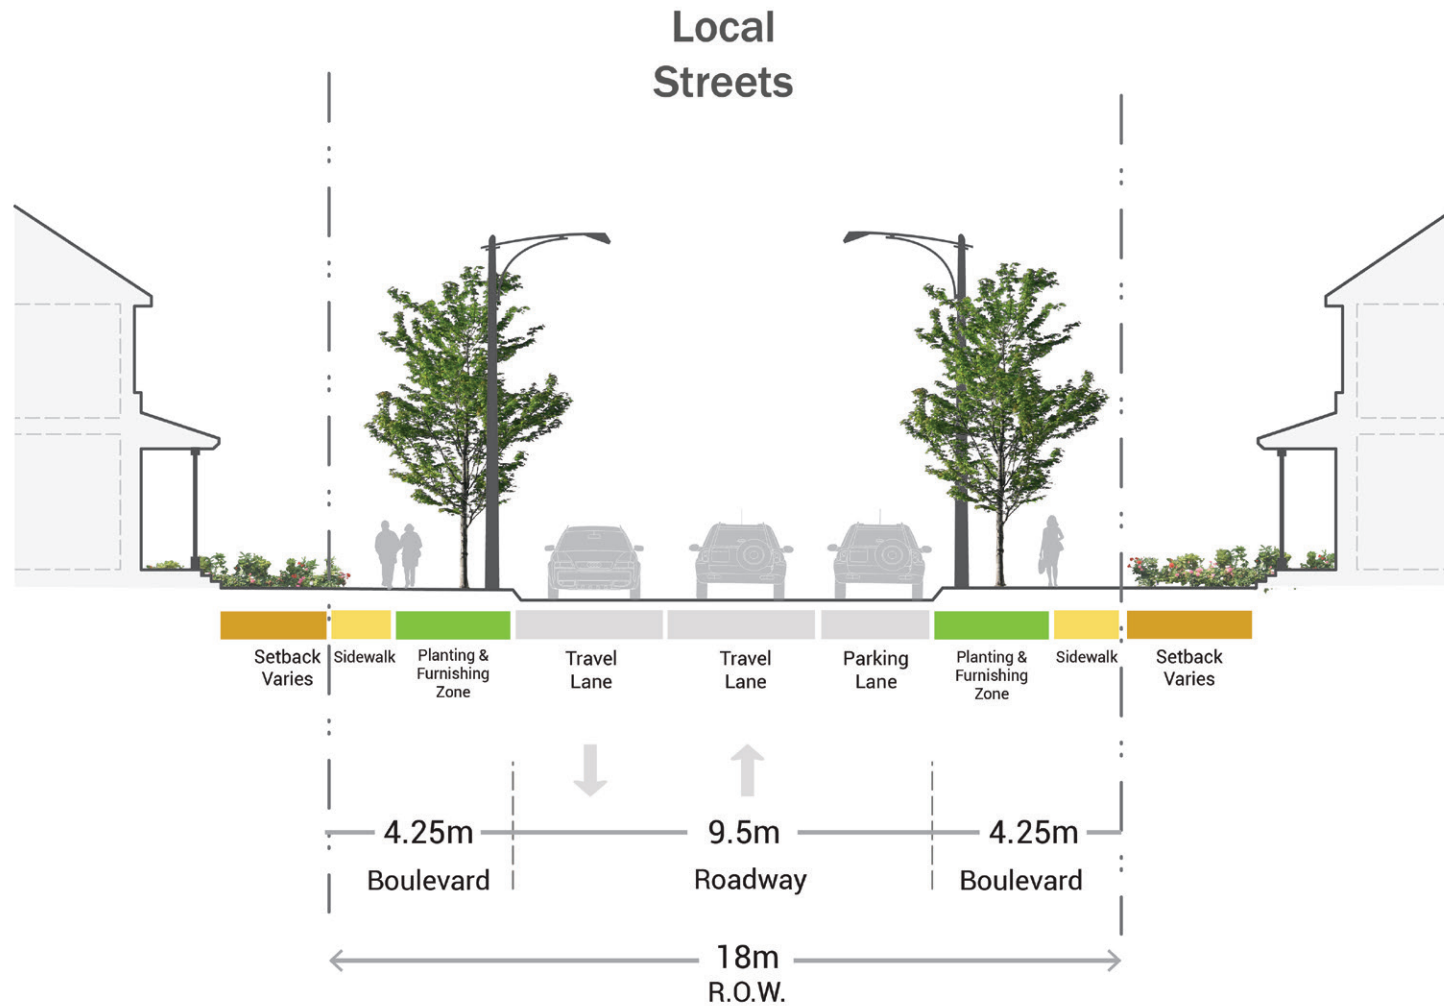 Local
Streets
Setback
Varies
Sidewalk
Planting &
Furnishing
Zone
Travel
Lane
Travel
Lane
Parking
Lane
Planting &
Furnishing
Zone
Sidewalk
Setback
Varies
4.25m
Boulevard
9.5m
Roadway
4.25m
Boulevard
18m
R.O.W.